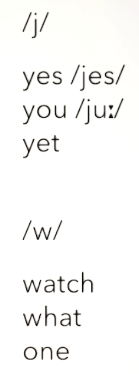 /j/
yes /jes/
you /juː/
yet
/w/
watch
what
one